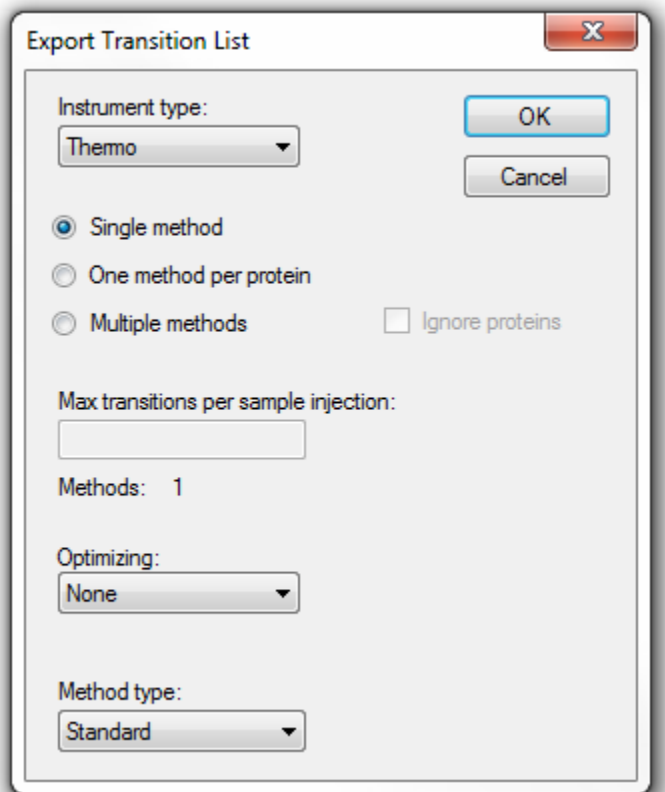 Export Transition List
Instrument type:
Thermo
OK
Cancel
Single method
One method per protein
Multiple methods
Ignore proteins
Max transitions per sample injection:
Methods: 1
Optimizing:
None
Method type:
Standard